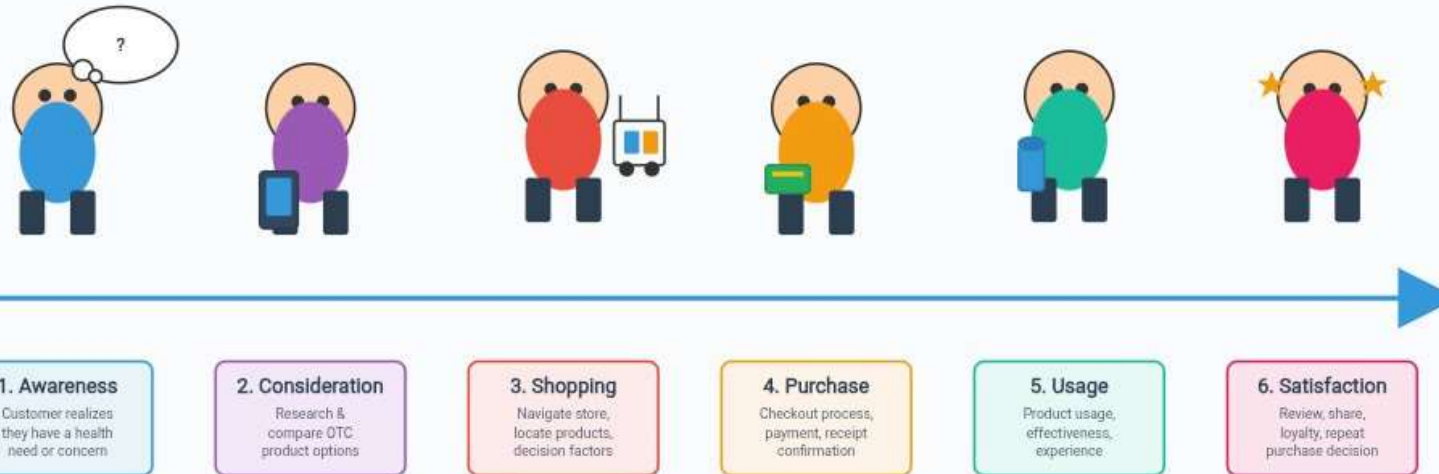 ?
1. Awareness
Customer realizes
they have a health
need or concern
2. Consideration
Research &
compare OTC
product options
3. Shopping
Navigate store,
locate products,
decision factors
4. Purchase
Checkout process,
payment, receipt
confirmation
5. Usage
Product usage,
effectiveness,
experience
6. Satisfaction
Review, share,
loyalty, repeat
purchase decision